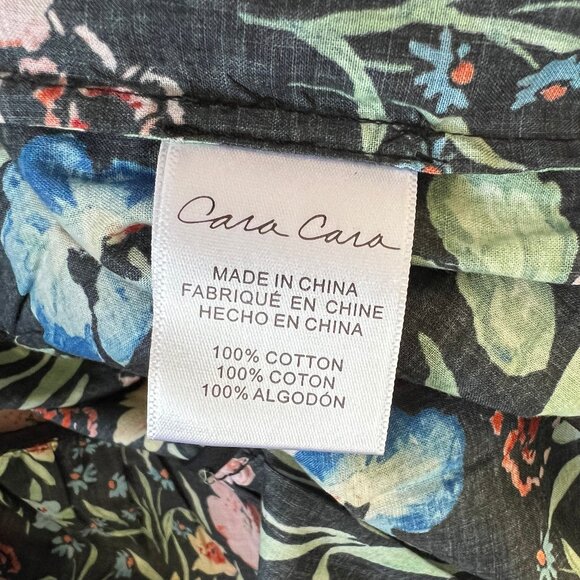 Cara Cara
MADE IN CHINA
FABRIQUÉ EN CHINE
HECHO EN CHINA
100% COTTON
100% COTON
100% ALGODÓN